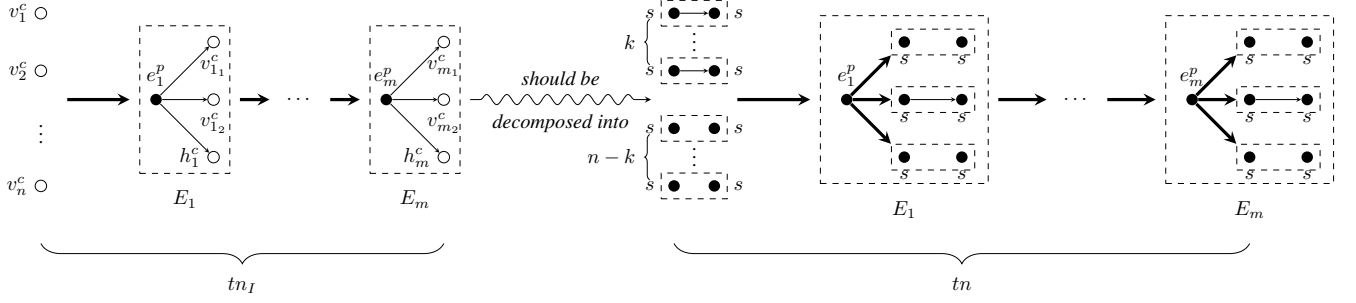 v_1^c
v_2^c
⋮
v_n^c
e_1^p
v_{1_1}^c
v_{1_2}^c
h_1^c
E_1
· · ·
e_m^p
v_{m_1}^c
v_{m_2}^c
h_m^c
E_m
tn_I
should be
decomposed into
s s
k
⋮
s s
s s
n − k
⋮
s s
e_1^p
s s
s s
s s
E_1
· · ·
e_m^p
s s
s s
s s
E_m
tn